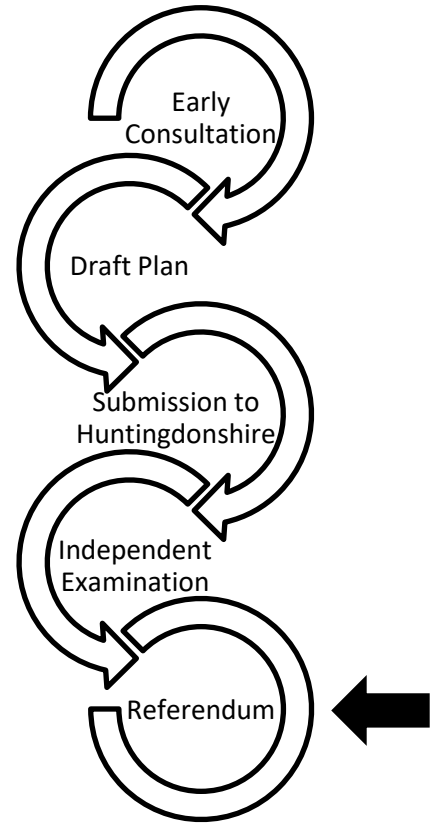 Early
Consultation
Draft Plan
Submission to
Huntingdonshire
Independent
Examination
Referendum